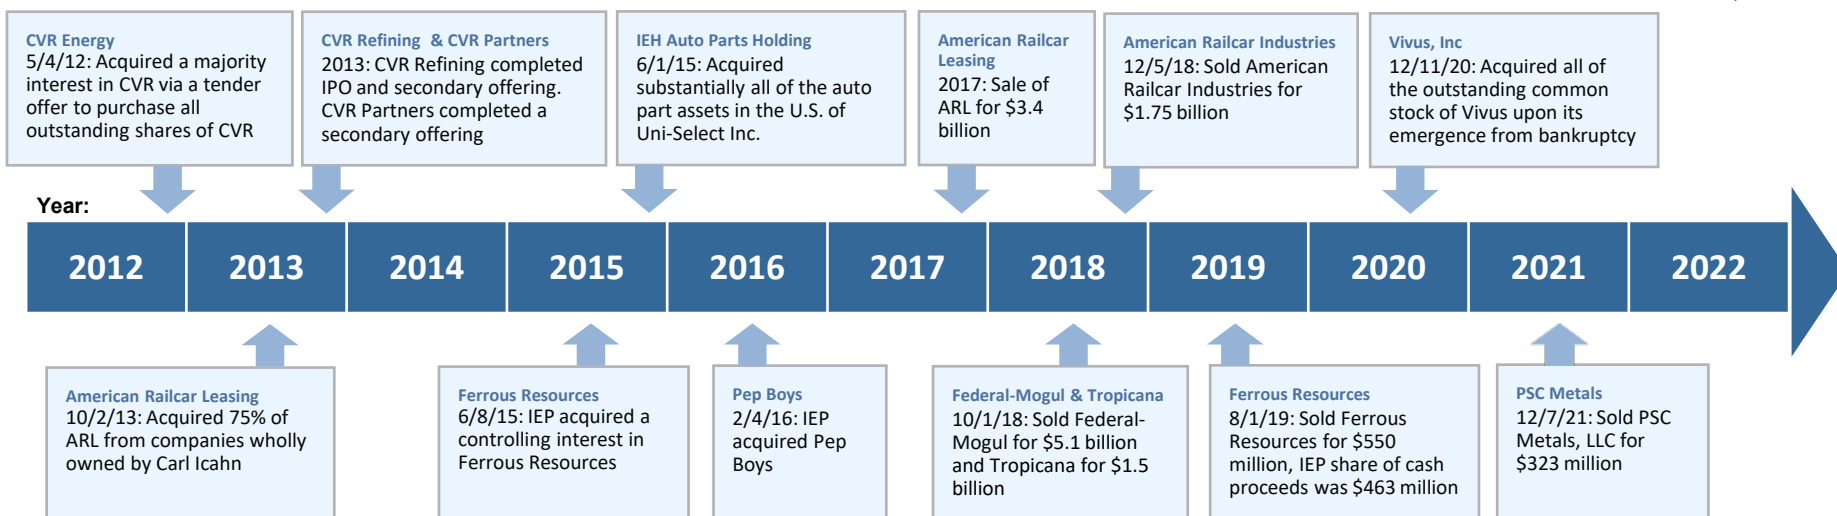 CVR Energy
5/4/12: Acquired a majority
interest in CVR via a tender
offer to purchase all
outstanding shares of CVR
CVR Refining & CVR Partners
2013: CVR Refining completed
IPO and secondary offering.
CVR Partners completed a
secondary offering
IEH Auto Parts Holding
6/1/15: Acquired
substantially all of the auto
part assets in the U.S. of
Uni-Select Inc.
American Railcar
Leasing
2017: Sale of
ARL for $3.4
billion
American Railcar Industries
12/5/18: Sold American
Railcar Industries for
$1.75 billion
Vivus, Inc
12/11/20: Acquired all of
the outstanding common
stock of Vivus upon its
emergence from bankruptcy
Year:
2012 2013 2014 2015 2016 2017 2018 2019 2020 2021 2022
American Railcar Leasing
10/2/13: Acquired 75% of
ARL from companies wholly
owned by Carl Icahn
Ferrous Resources
6/8/15: IEP acquired a
controlling interest in
Ferrous Resources
Pep Boys
2/4/16: IEP
acquired Pep
Boys
Federal-Mogul & Tropicana
10/1/18: Sold Federal-
Mogul for $5.1 billion
and Tropicana for $1.5
billion
Ferrous Resources
8/1/19: Sold Ferrous
Resources for $550
million, IEP share of cash
proceeds was $463 million
PSC Metals
12/7/21: Sold PSC
Metals, LLC for
$323 million